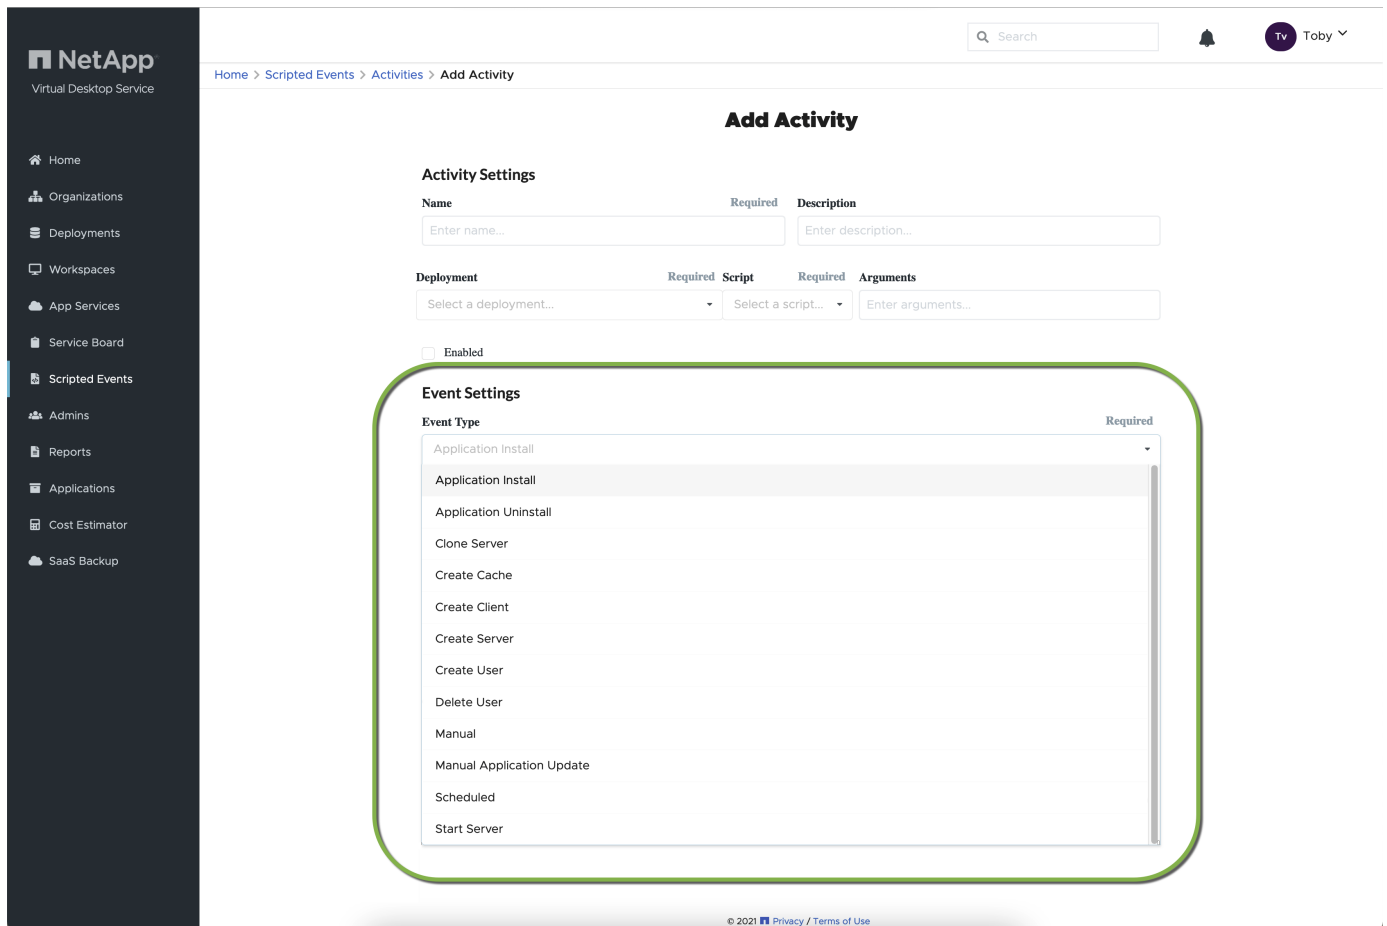 NetApp
Virtual Desktop Service
Home
Organizations
Deployments
Workspaces
App Services
Service Board
Scripted Events
Admins
Reports
Applications
Cost Estimator
SaaS Backup
Search
Tv Toby
Home > Scripted Events > Activities > Add Activity
Add Activity
Activity Settings
Name Required Description
Enter name... Enter description...
Deployment Required Script Required Arguments
Select a deployment... Select a script... Enter arguments...
Enabled
Event Settings
Event Type Required
Application Install
Application Install
Application Uninstall
Clone Server
Create Cache
Create Client
Create Server
Create User
Delete User
Manual
Manual Application Update
Scheduled
Start Server
© 2021 Privacy / Terms of Use